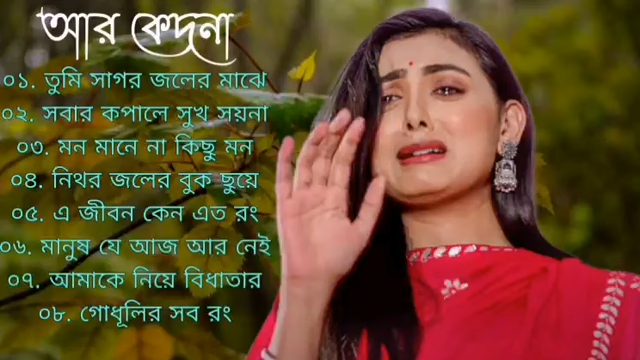 আর কেদনা
০১. তুমি সাগর জলের মাঝে
০২. সবার কপালে সুখ সয়না
০৩. মন মানে না কিছু মন
০৪. নিথর জলের বুক ছুয়ে
০৫. এ জীবন কেন এত রং
০৬. মানুষ যে আজ আর নেই
০৭. আমাকে নিয়ে বিধাতার
০৮. গোধূলির সব রং